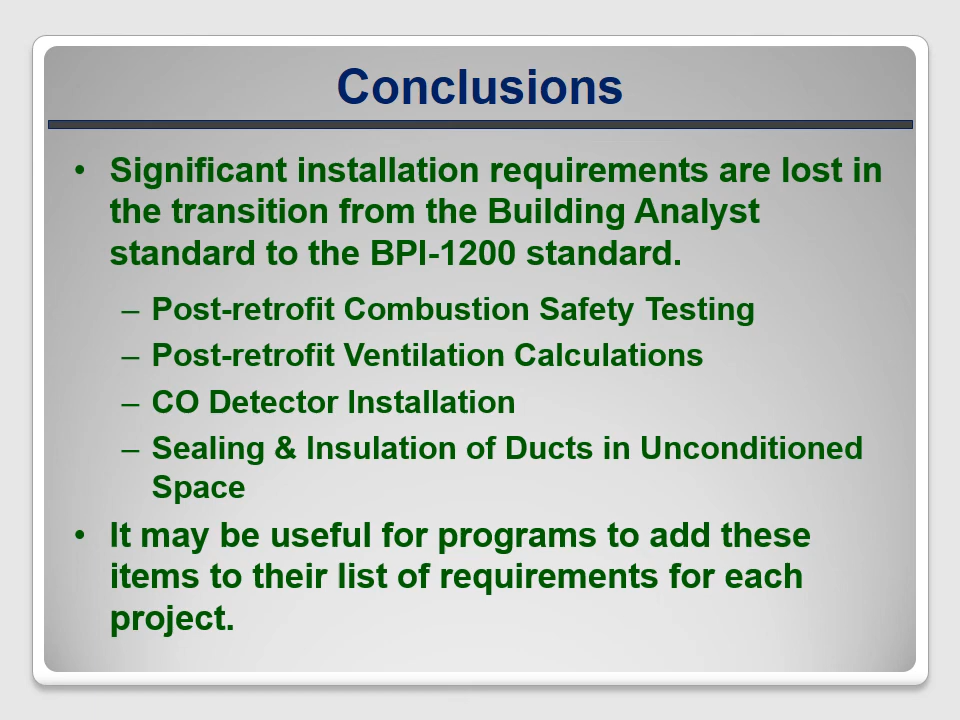 Conclusions
• Significant installation requirements are lost in
the transition from the Building Analyst
standard to the BPI-1200 standard.
– Post-retrofit Combustion Safety Testing
– Post-retrofit Ventilation Calculations
– CO Detector Installation
– Sealing & Insulation of Ducts in Unconditioned
Space
• It may be useful for programs to add these
items to their list of requirements for each
project.